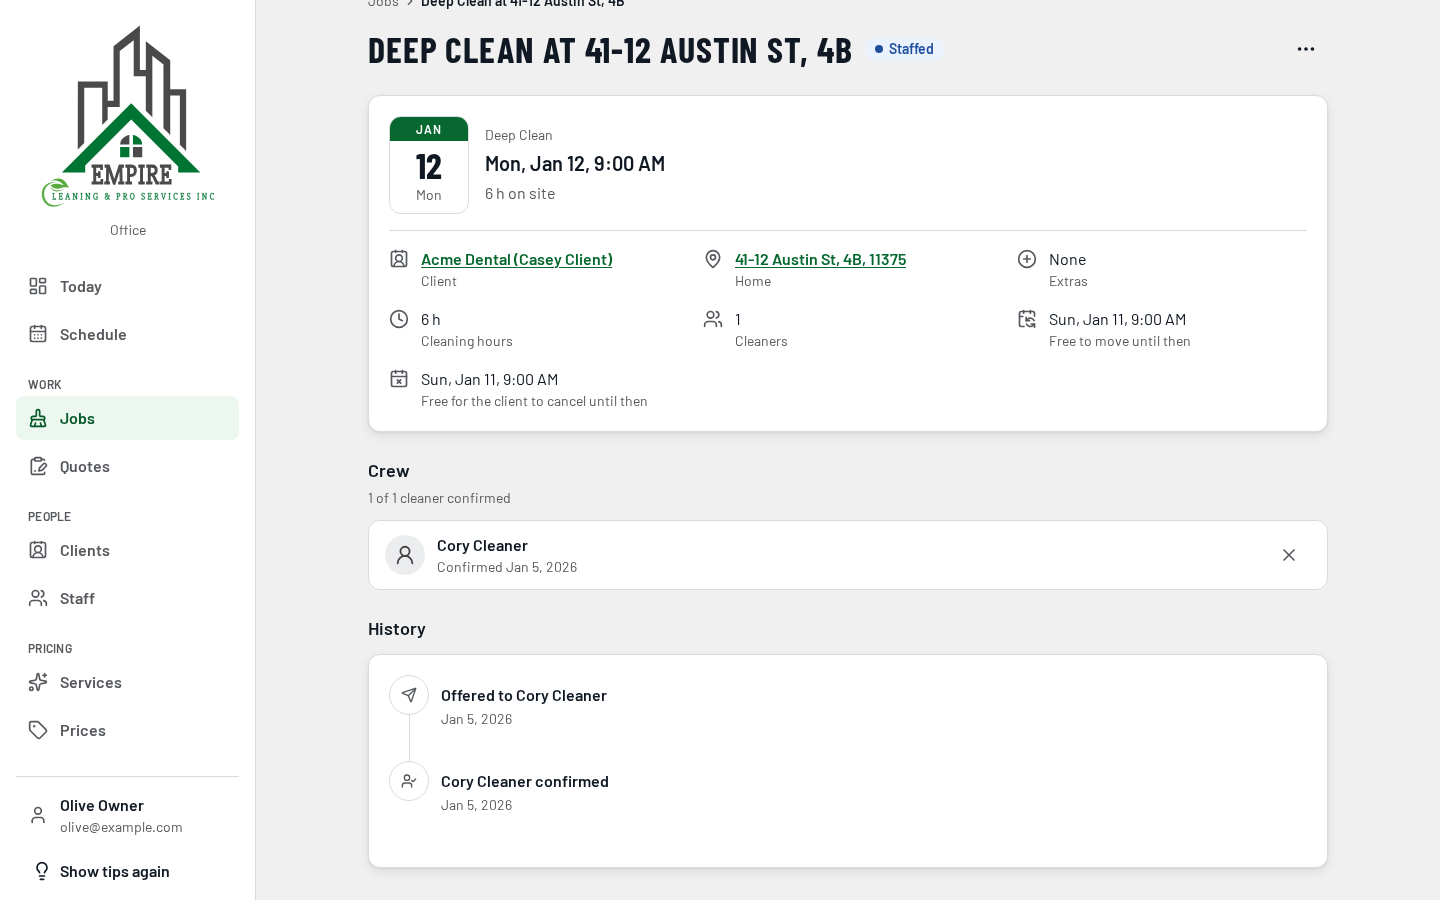 Jobs > Deep Clean at 41-12 Austin St, 4B
DEEP CLEAN AT 41-12 AUSTIN ST, 4B
Staffed
EMPIRE
CLEANING & PRO SERVICES INC
Office
Today
Schedule
WORK
Jobs
Quotes
PEOPLE
Clients
Staff
PRICING
Services
Prices
Olive Owner
olive@example.com
Show tips again
JAN
12
Mon
Deep Clean
Mon, Jan 12, 9:00 AM
6 h on site
Acme Dental (Casey Client)
Client
41-12 Austin St, 4B, 11375
Home
None
Extras
6 h
Cleaning hours
1
Cleaners
Sun, Jan 11, 9:00 AM
Free to move until then
Sun, Jan 11, 9:00 AM
Free for the client to cancel until then
Crew
1 of 1 cleaner confirmed
Cory Cleaner
Confirmed Jan 5, 2026
History
Offered to Cory Cleaner
Jan 5, 2026
Cory Cleaner confirmed
Jan 5, 2026